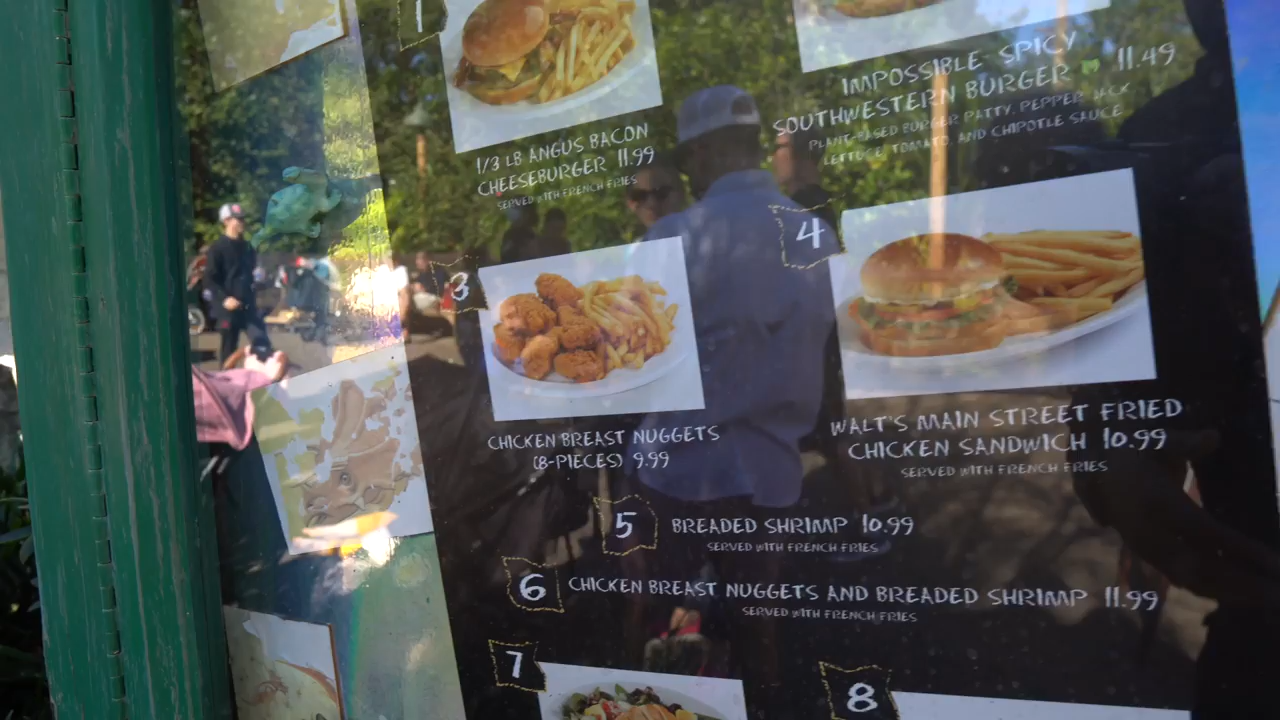 1
1/3 LB ANGUS BACON
CHEESEBURGER 11.99
SERVED WITH FRENCH FRIES
IMPOSSIBLE SPICY
SOUTHWESTERN BURGER 11.49
PLANT-BASED BURGER PATTY, PEPPER JACK
LETTUCE TOMATO, AND CHIPOTLE SAUCE
3
CHICKEN BREAST NUGGETS
(8-PIECES) 9.99
4
WALT'S MAIN STREET FRIED
CHICKEN SANDWICH 10.99
SERVED WITH FRENCH FRIES
5
BREADED SHRIMP 10.99
SERVED WITH FRENCH FRIES
6
CHICKEN BREAST NUGGETS AND BREADED SHRIMP 11.99
SERVED WITH FRENCH FRIES
7
8